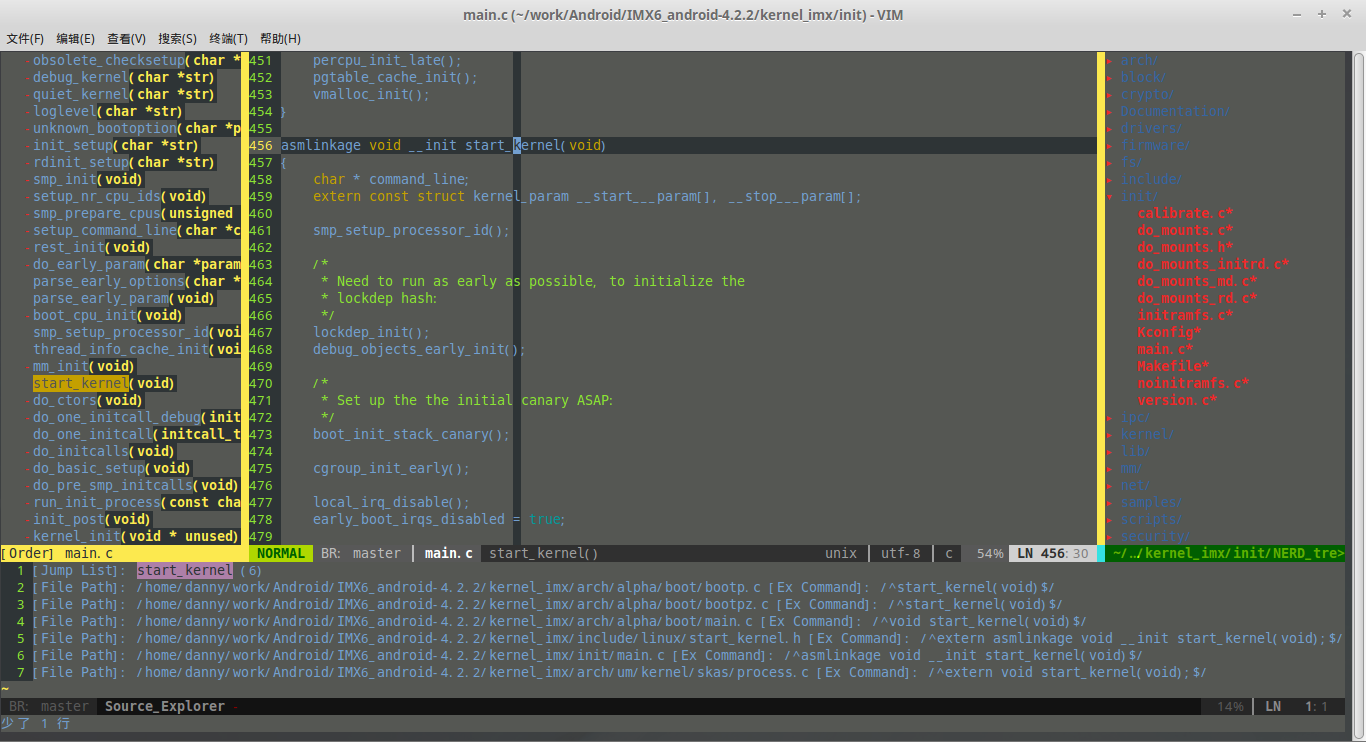 main.c (~/work/Android/IMX6_android-4.2.2/kernel_imx/init) - VIM
文件(F) 编辑(E) 查看(V) 搜索(S) 终端(T) 帮助(H)
obsolete_checksetup(char *
-debug_kernel(char *str)
quiet_kernel(char *str)
-loglevel(char *str)
unknown_bootoption(char *p
-init_setup(char *str)
rdinit_setup(char *str)
-smp_init(void)
setup_nr_cpu_ids(void)
-smp_prepare_cpus(unsigned
setup_command_line(char *c
-rest_init(void)
do_early_param(char *param
parse_early_options(char *
parse_early_param(void)
-boot_cpu_init(void)
smp_setup_processor_id(voi
thread_info_cache_init(voi
-mm_init(void)
start_kernel(void)
-do_ctors(void)
-do_one_initcall_debug(init
do_one_initcall(initcall_t
-do_initcalls(void)
-do_basic_setup(void)
-do_pre_smp_initcalls(void)
-run_init_process(const cha
-init_post(void)
-kernel_init(void * unused)
[Order] main.c
451 percpu_init_late();
452 pgtable_cache_init();
453 vmalloc_init();
454 }
455
456 asmlinkage void __init start_kernel(void)
457 {
458 char * command_line;
459 extern const struct kernel_param __start___param[], __stop___param[];
460
461 smp_setup_processor_id();
462
463 /*
464 * Need to run as early as possible, to initialize the
465 * lockdep hash:
466 */
467 lockdep_init();
468 debug_objects_early_init();
469
470 /*
471 * Set up the the initial canary ASAP:
472 */
473 boot_init_stack_canary();
474
475 cgroup_init_early();
476
477 local_irq_disable();
478 early_boot_irqs_disabled = true;
479
NORMAL BR: master | main.c start_kernel() unix | utf-8 | c 54% LN 456:30
▸ arch/
▸ block/
▸ crypto/
▸ Documentation/
▸ drivers/
▸ firmware/
▸ fs/
▸ include/
▾ init/
calibrate.c*
do_mounts.c*
do_mounts.h*
do_mounts_initrd.c*
do_mounts_md.c*
do_mounts_rd.c*
initramfs.c*
Kconfig*
main.c*
Makefile*
noinitramfs.c*
version.c*
▸ ipc/
▸ kernel/
▸ lib/
▸ mm/
▸ net/
▸ samples/
▸ scripts/
▸ security/
~/../kernel_imx/init/NERD_tre>
1 [Jump List]: start_kernel (6)
2 [File Path]: /home/danny/work/Android/IMX6_android-4.2.2/kernel_imx/arch/alpha/boot/bootp.c [Ex Command]: /^start_kernel(void)$/
3 [File Path]: /home/danny/work/Android/IMX6_android-4.2.2/kernel_imx/arch/alpha/boot/bootpz.c [Ex Command]: /^start_kernel(void)$/
4 [File Path]: /home/danny/work/Android/IMX6_android-4.2.2/kernel_imx/arch/alpha/boot/main.c [Ex Command]: /^void start_kernel(void)$/
5 [File Path]: /home/danny/work/Android/IMX6_android-4.2.2/kernel_imx/include/linux/start_kernel.h [Ex Command]: /^extern asmlinkage void __init start_kernel(void);$/
6 [File Path]: /home/danny/work/Android/IMX6_android-4.2.2/kernel_imx/init/main.c [Ex Command]: /^asmlinkage void __init start_kernel(void)$/
7 [File Path]: /home/danny/work/Android/IMX6_android-4.2.2/kernel_imx/arch/um/kernel/skas/process.c [Ex Command]: /^extern void start_kernel(void);$/
~
BR: master Source_Explorer - 14% | LN 1:1
少了 1 行